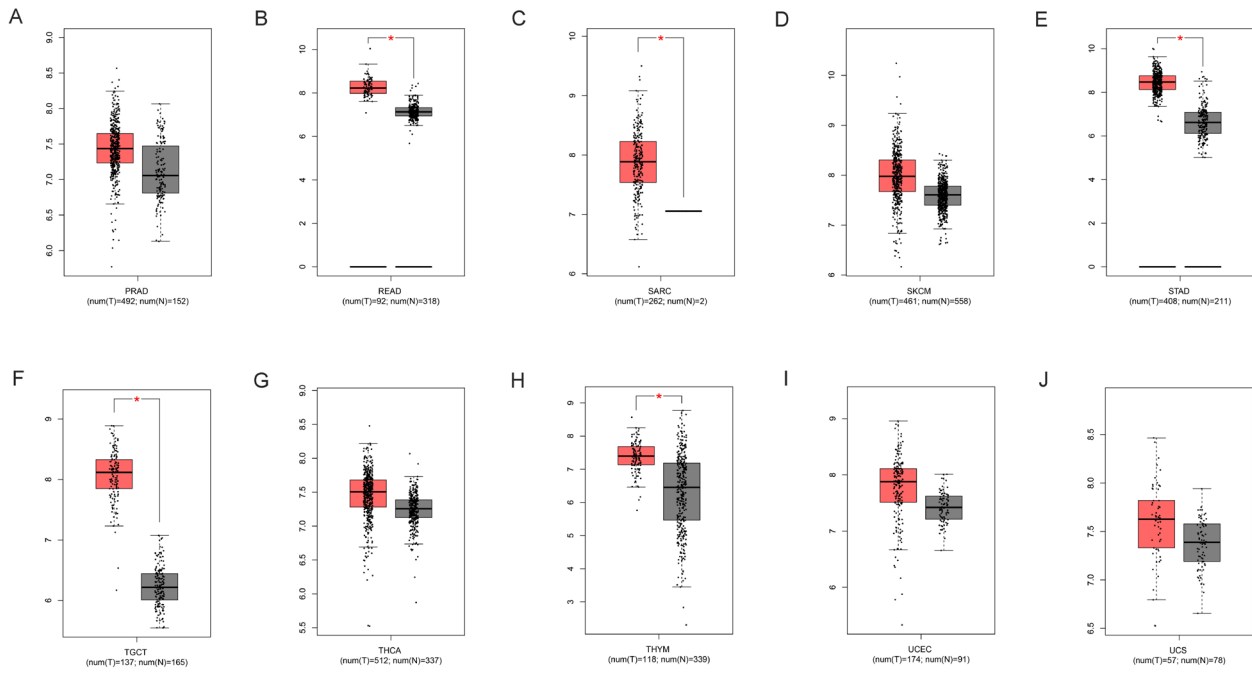 A
9.0
8.5
8.0
7.5
7.0
6.5
6.0
PRAD
(num(T)=492; num(N)=152)
B
*
10
8
6
4
2
0
READ
(num(T)=92; num(N)=318)
C
*
10
9
8
7
6
SARC
(num(T)=262; num(N)=2)
D
10
9
8
7
6
SKCM
(num(T)=461; num(N)=558)
E
*
10
8
6
4
2
0
STAD
(num(T)=408; num(N)=211)
F
*
9
8
7
6
TGCT
(num(T)=137; num(N)=165)
G
9.0
8.5
8.0
7.5
7.0
6.5
6.0
5.5
THCA
(num(T)=512; num(N)=337)
H
*
9
8
7
6
5
4
3
2
THYM
(num(T)=118; num(N)=339)
I
9
8
7
6
UCEC
(num(T)=174; num(N)=91)
J
8.5
8.0
7.5
7.0
6.5
UCS
(num(T)=57; num(N)=78)